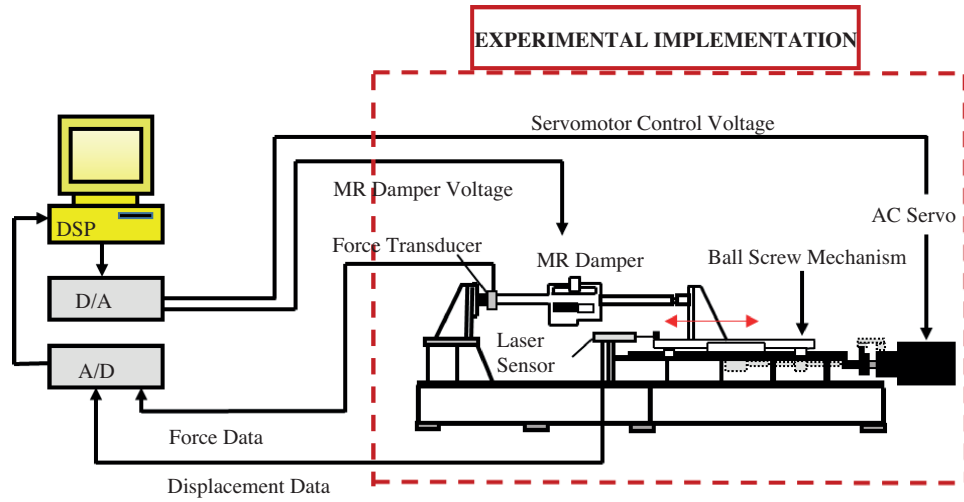 EXPERIMENTAL IMPLEMENTATION
Servomotor Control Voltage
MR Damper Voltage
DSP
Force Transducer
AC Servo
MR Damper
Ball Screw Mechanism
D/A
Laser
Sensor
A/D
Force Data
Displacement Data